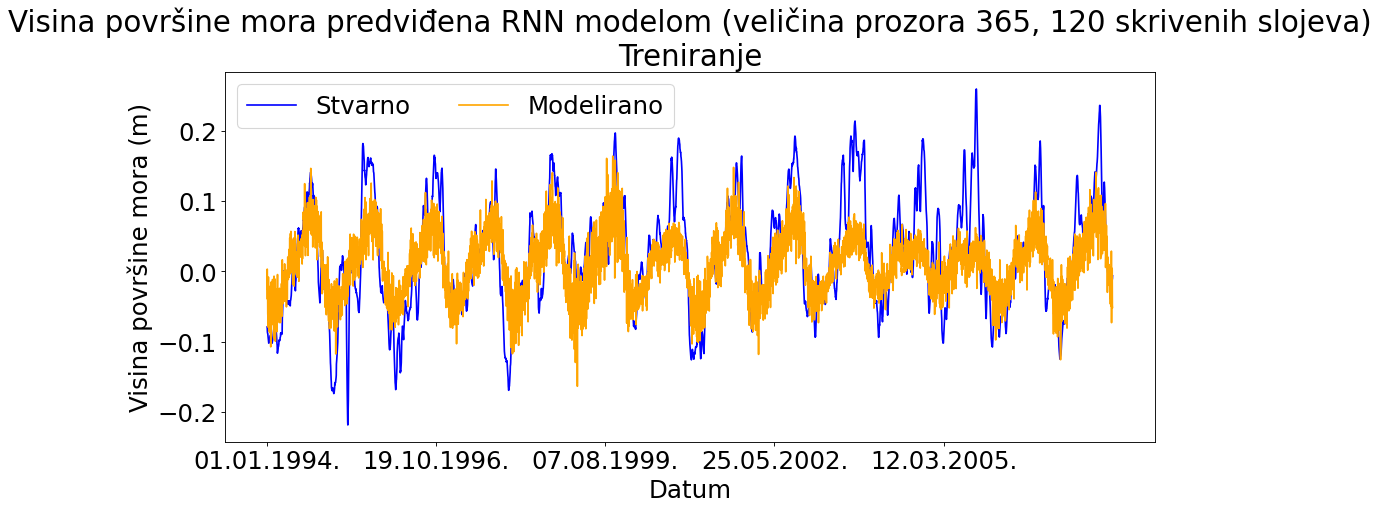 Visina površine mora predviđena RNN modelom (veličina prozora 365, 120 skrivenih slojeva)
Treniranje
Stvarno Modelirano
Visina površine mora (m)
0.2
0.1
0.0
−0.1
−0.2
01.01.1994. 19.10.1996. 07.08.1999. 25.05.2002. 12.03.2005.
Datum